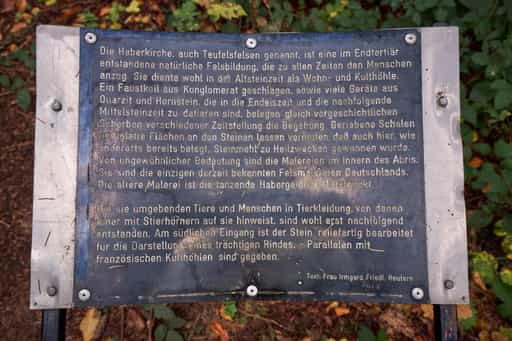 Die Haberkirche, auch Teufelsfelsen genannt, ist eine im Endtertiär
entstandene natürliche Felsbildung, die zu allen Zeiten den Menschen
anzog. Sie diente wohl in der Altsteinzeit als Wohn- und Kulthöhle.
Ein Faustkeil aus Konglomerat geschlagen, sowie viele Geräte aus
Quarzit und Hornstein, die in die Endeiszeit und die nachfolgende
Mittelsteinzeit zu datieren sind, belegen gleich vorgeschichtlichen
Scherben verschiedener Zeitstellung die Begehung. Geriebene Schalen
und glatte Flächen an den Steinen lassen vermuten, daß auch hier, wie
anderorts bereits belegt, Steinmehl zu Heilzwecken gewonnen wurde.
Von ungewöhnlicher Bedeutung sind die Malereien im Innern des Abris.
Sie sind die einzigen derzeit bekannten Felsmalereien Deutschlands.
Die ältere Malerei ist die tanzende Habergeiß
die sie umgebenden Tiere und Menschen in Tierkleidung, von denen
einer mit Stierhörnern auf sie hinweist, sind wohl erst nachfolgend
entstanden. Am südlichen Eingang ist der Stein reliefartig bearbeitet
für die Darstellung eines trächtigen Rindes. - Parallelen mit
französischen Kulthöhlen sind gegeben.
Text: Frau Irmgard Friedl, Reutern